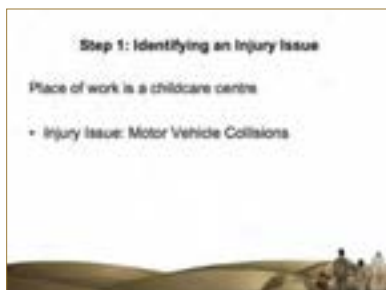 Step 1: Identifying an Injury Issue
Place of work is a childcare centre
• Injury Issue: Motor Vehicle Collisions